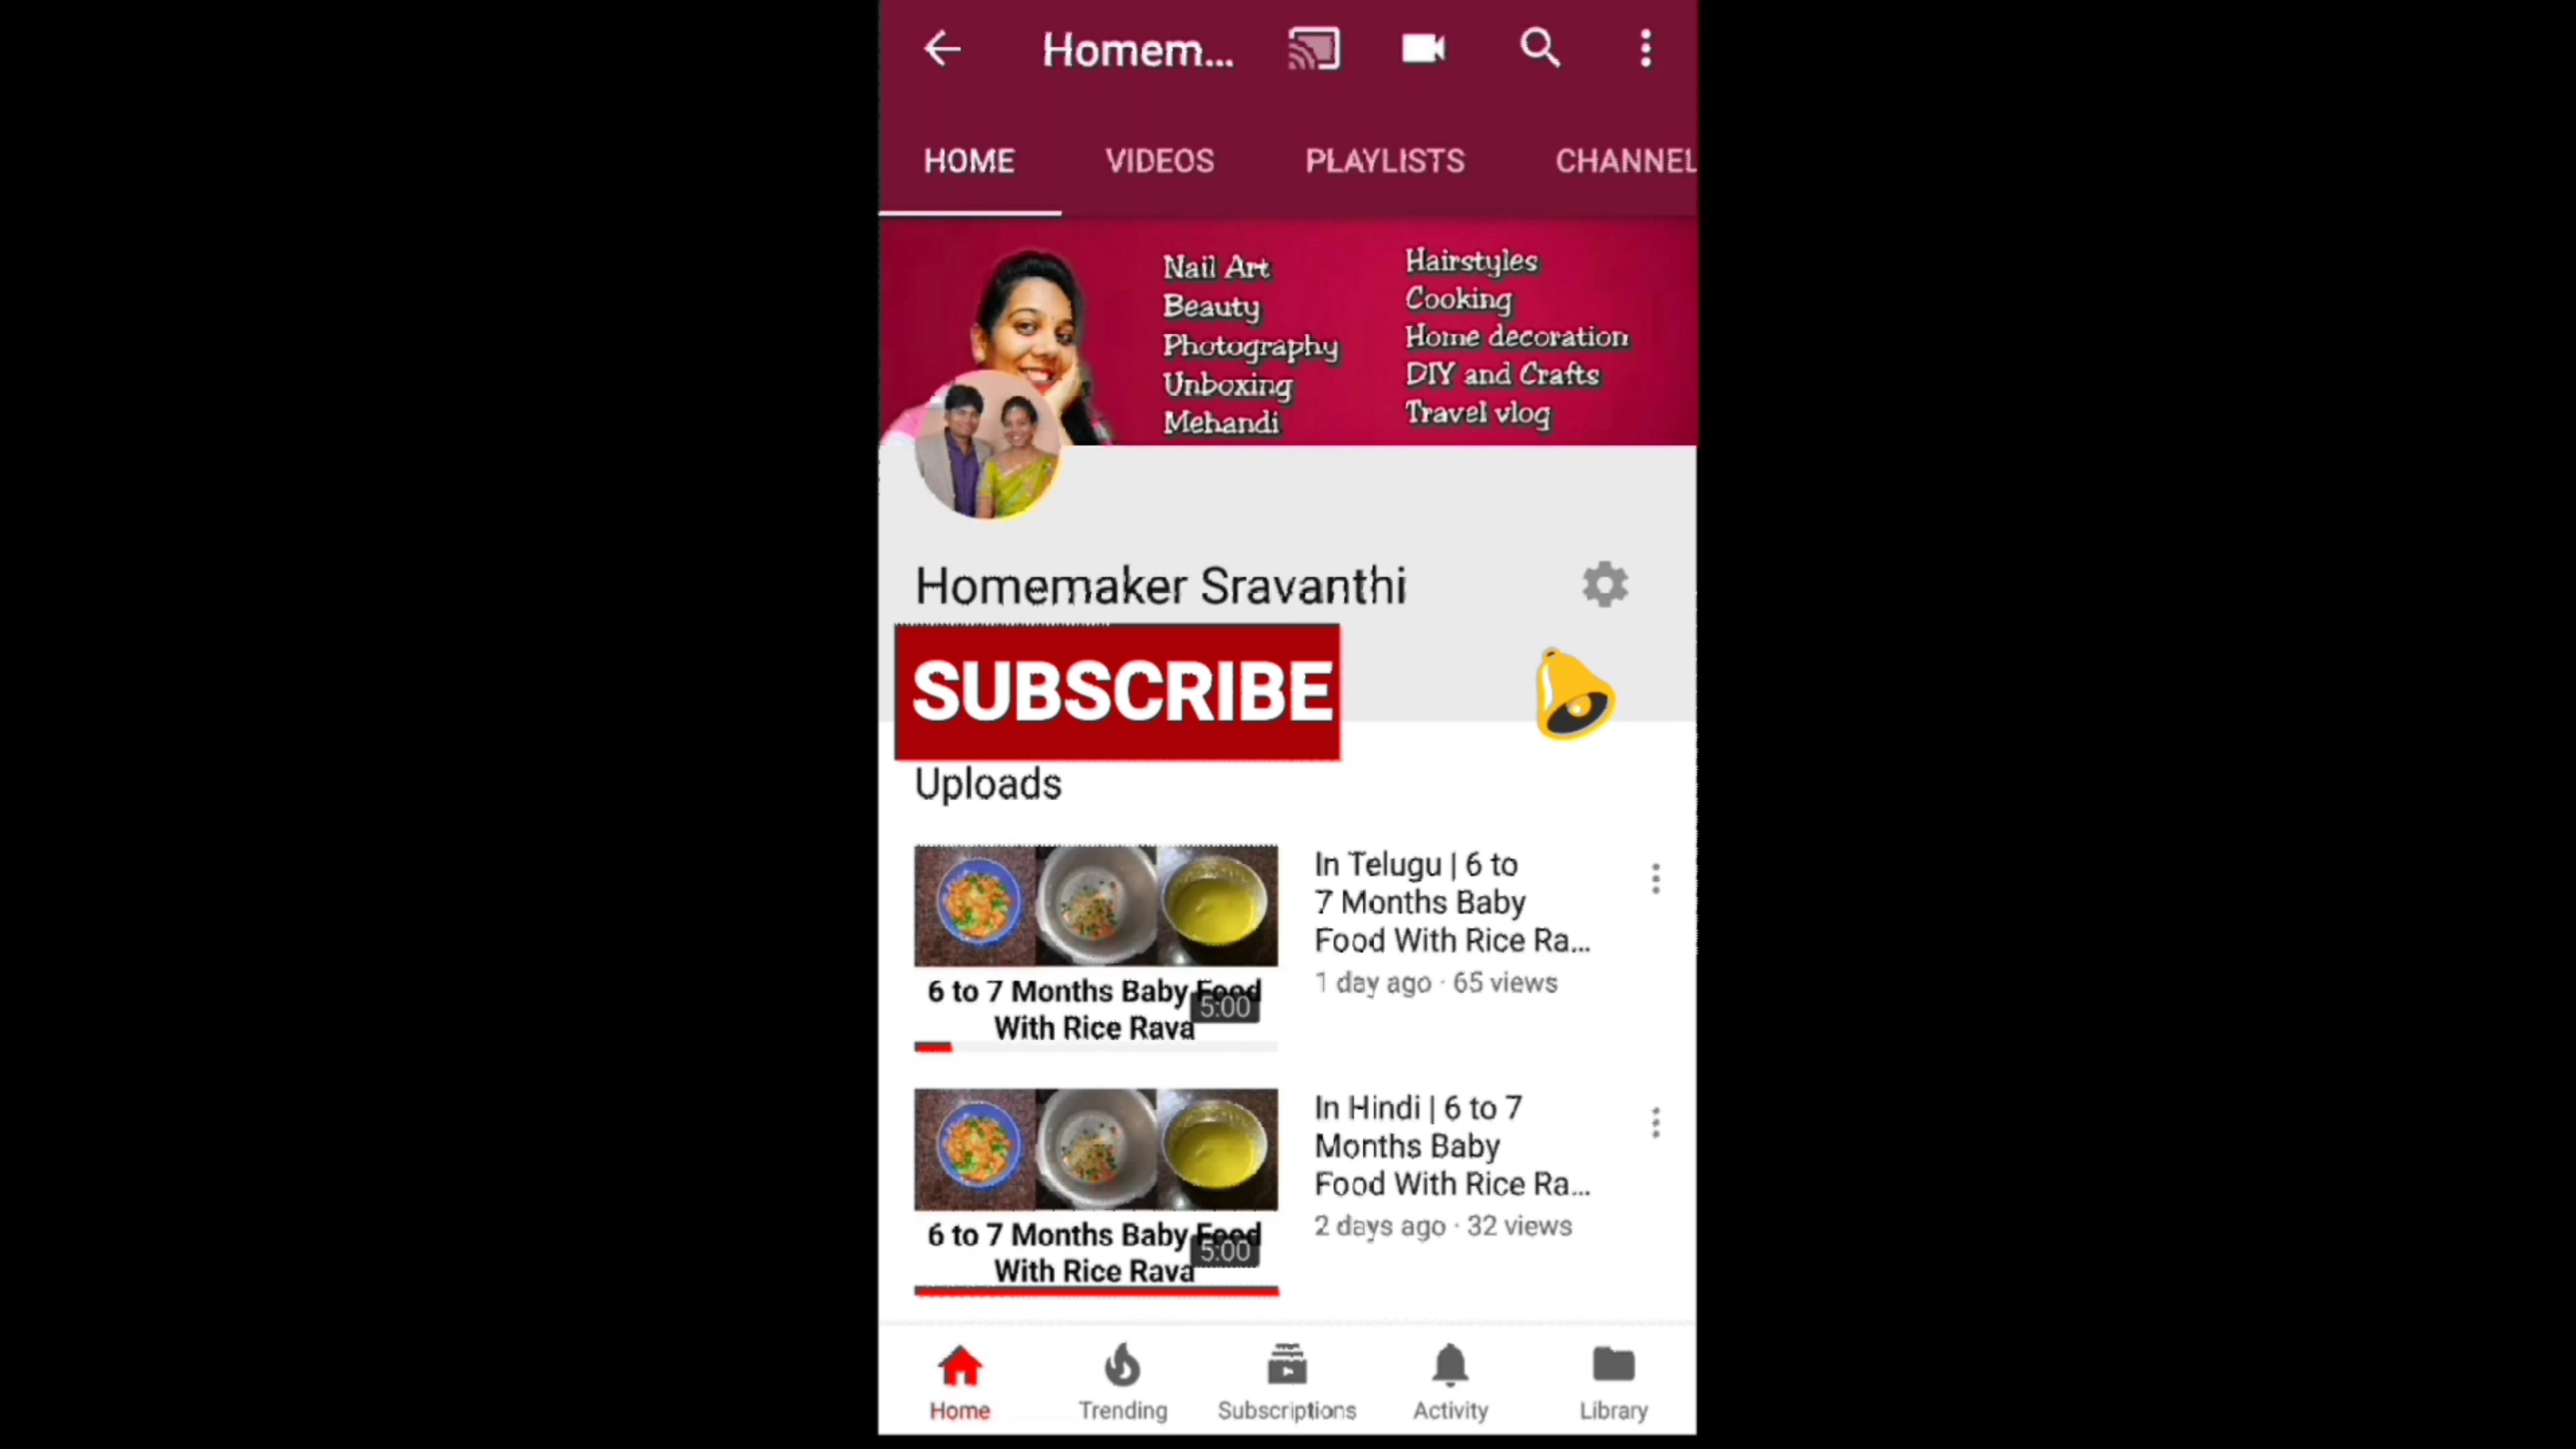 Homem...
HOME VIDEOS PLAYLISTS CHANNEL
Nail Art
Beauty
Photography
Unboxing
Mehandi
Hairstyles
Cooking
Home decoration
DIY and Crafts
Travel vlog
Homemaker Sravanthi
SUBSCRIBE
Uploads
6 to 7 Months Baby Food
With Rice Rava
5:00
In Telugu | 6 to
7 Months Baby
Food With Rice Ra...
1 day ago · 65 views
6 to 7 Months Baby Food
With Rice Rava
5:00
In Hindi | 6 to 7
Months Baby
Food With Rice Ra...
2 days ago · 32 views
Home Trending Subscriptions Activity Library